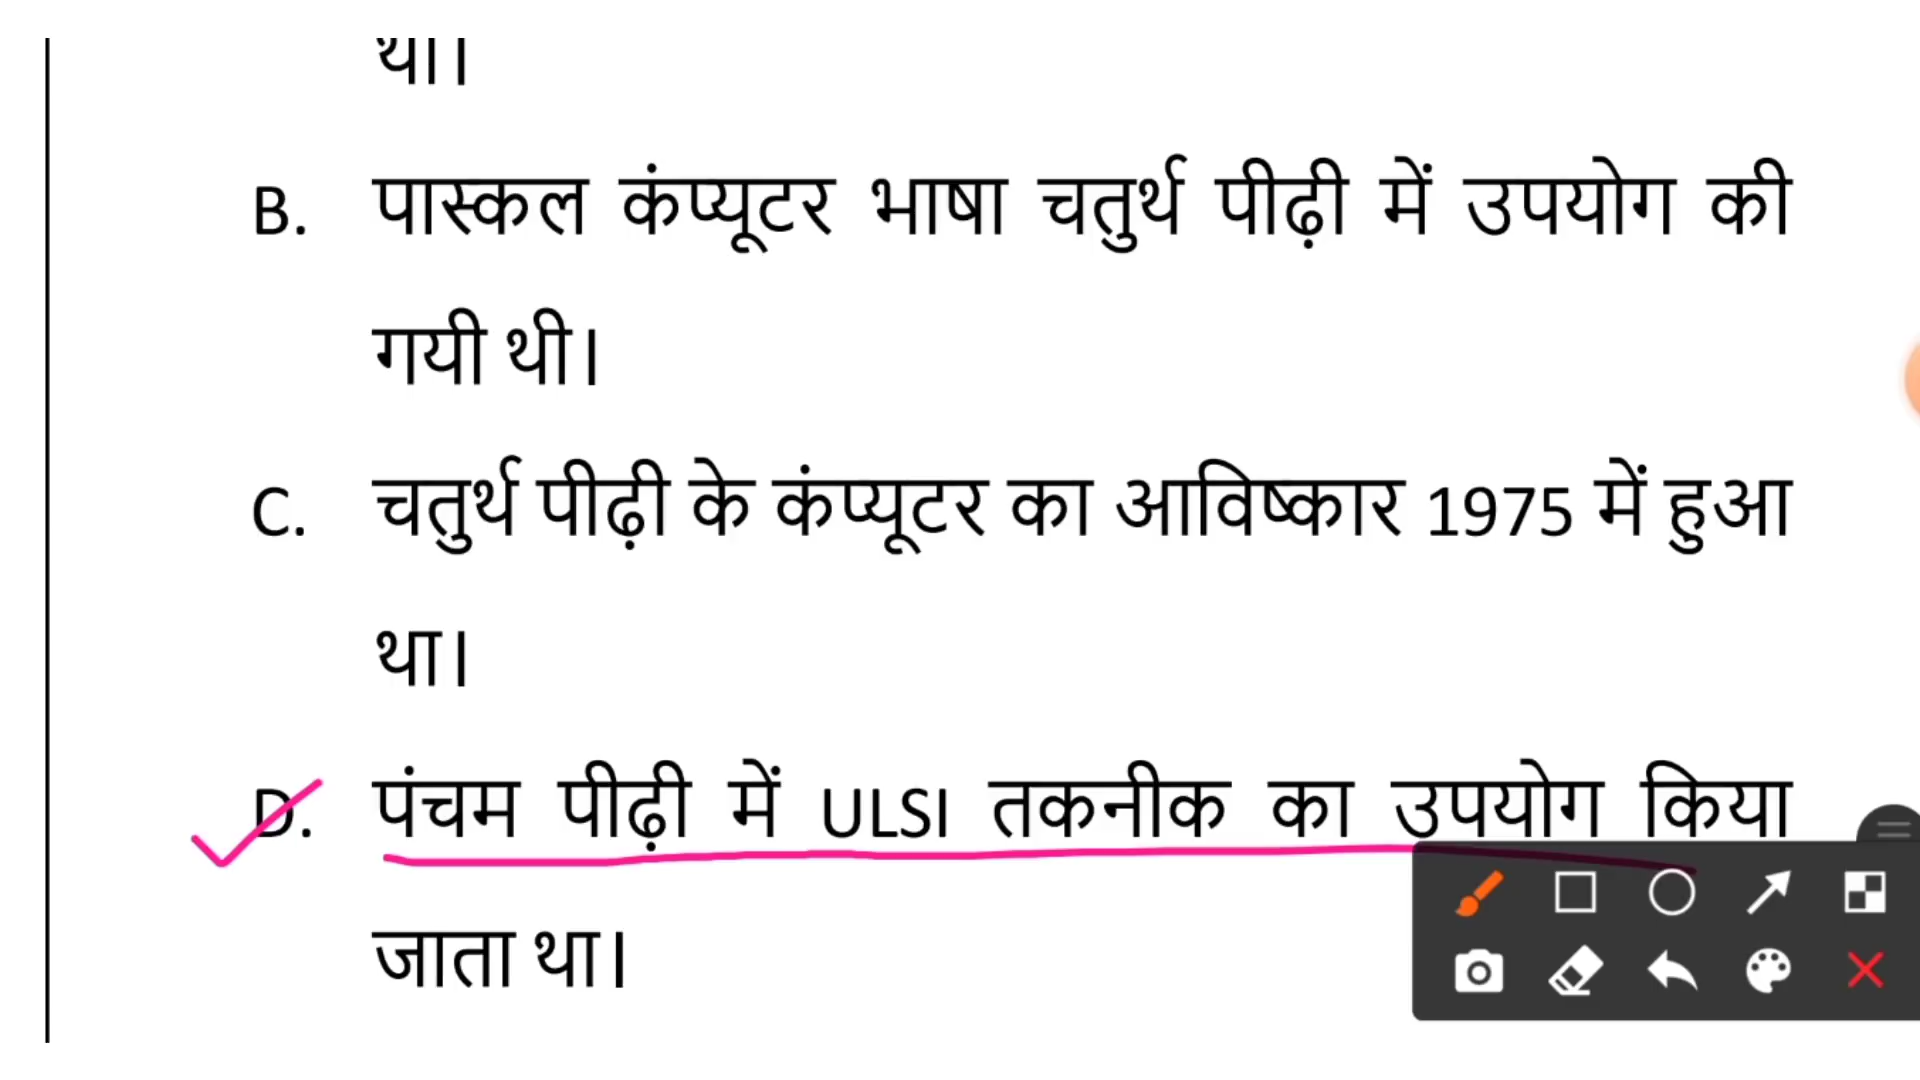 था।
B. पास्कल कंप्यूटर भाषा चतुर्थ पीढ़ी में उपयोग की
गयी थी।
C. चतुर्थ पीढ़ी के कंप्यूटर का आविष्कार 1975 में हुआ
था।
D. पंचम पीढ़ी में ULSI तकनीक का उपयोग किया
जाता था।